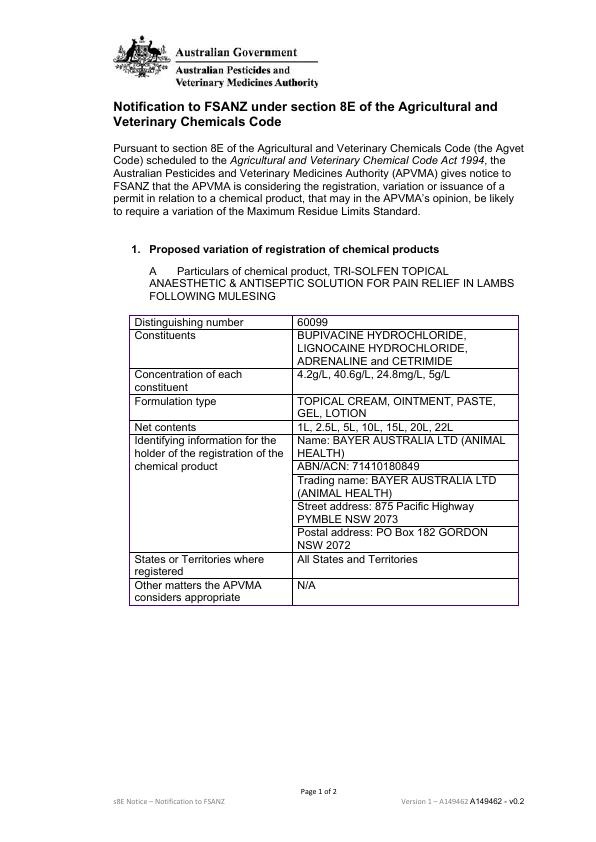 Australian Government
Australian Pesticides and
Veterinary Medicines Authority
Notification to FSANZ under section 8E of the Agricultural and
Veterinary Chemicals Code
Pursuant to section 8E of the Agricultural and Veterinary Chemicals Code (the Agvet
Code) scheduled to the Agricultural and Veterinary Chemical Code Act 1994, the
Australian Pesticides and Veterinary Medicines Authority (APVMA) gives notice to
FSANZ that the APVMA is considering the registration, variation or issuance of a
permit in relation to a chemical product, that may in the APVMA's opinion, be likely
to require a variation of the Maximum Residue Limits Standard.
1. Proposed variation of registration of chemical products
A Particulars of chemical product, TRI-SOLFEN TOPICAL
ANAESTHETIC & ANTISEPTIC SOLUTION FOR PAIN RELIEF IN LAMBS
FOLLOWING MULESING
Distinguishing number
60099
Constituents
BUPIVACINE HYDROCHLORIDE,
LIGNOCAINE HYDROCHLORIDE,
ADRENALINE and CETRIMIDE
Concentration of each
constituent
4.2g/L, 40.6g/L, 24.8mg/L, 5g/L
Formulation type
TOPICAL CREAM, OINTMENT, PASTE,
GEL, LOTION
Net contents
1L, 2.5L, 5L, 10L, 15L, 20L, 22L
Identifying information for the
holder of the registration of the
chemical product
Name: BAYER AUSTRALIA LTD (ANIMAL
HEALTH)
ABN/ACN: 71410180849
Trading name: BAYER AUSTRALIA LTD
(ANIMAL HEALTH)
Street address: 875 Pacific Highway
PYMBLE NSW 2073
Postal address: PO Box 182 GORDON
NSW 2072
States or Territories where
registered
All States and Territories
Other matters the APVMA
considers appropriate
N/A
Page 1 of 2
s8E Notice – Notification to FSANZ
Version 1 – A149462 A149462 - v0.2